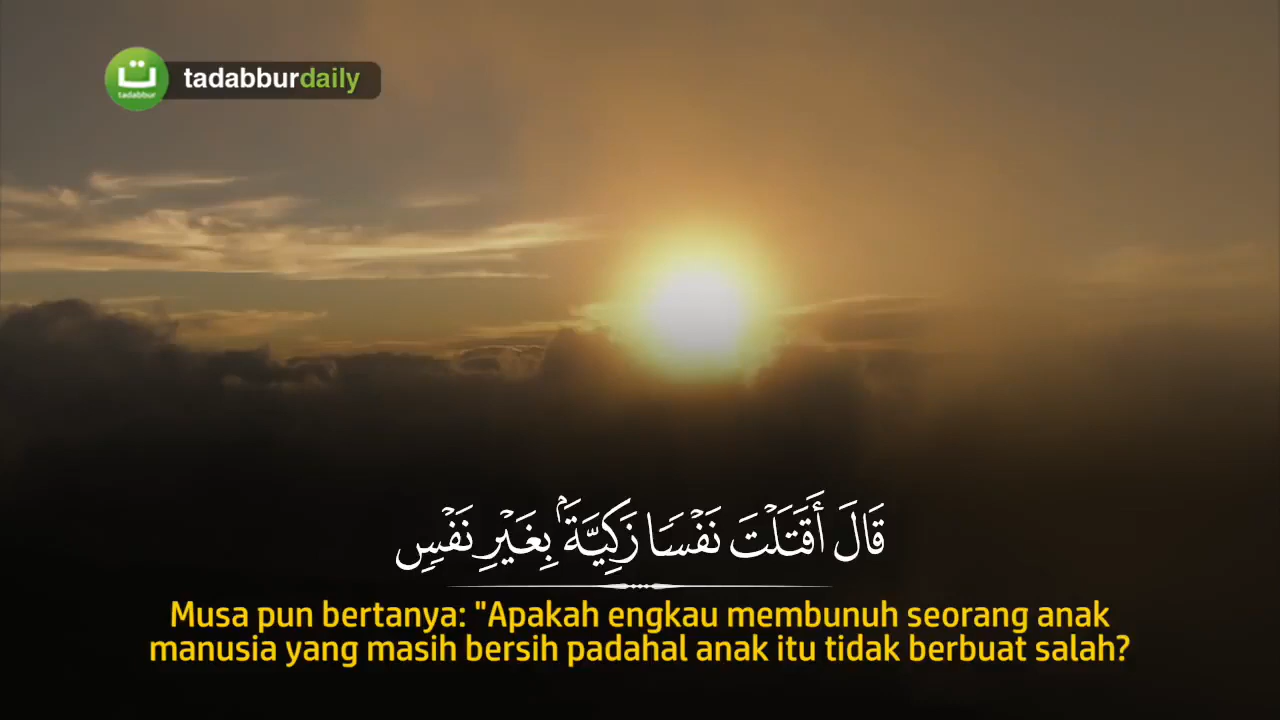 ت
tadabbur
tadabburdaily
قَالَ أَقَتَلْتَ نَفْسًا زَكِيَّةًۢ بِغَيْرِ نَفْسٍ
Musa pun bertanya: "Apakah engkau membunuh seorang anak
manusia yang masih bersih padahal anak itu tidak berbuat salah?